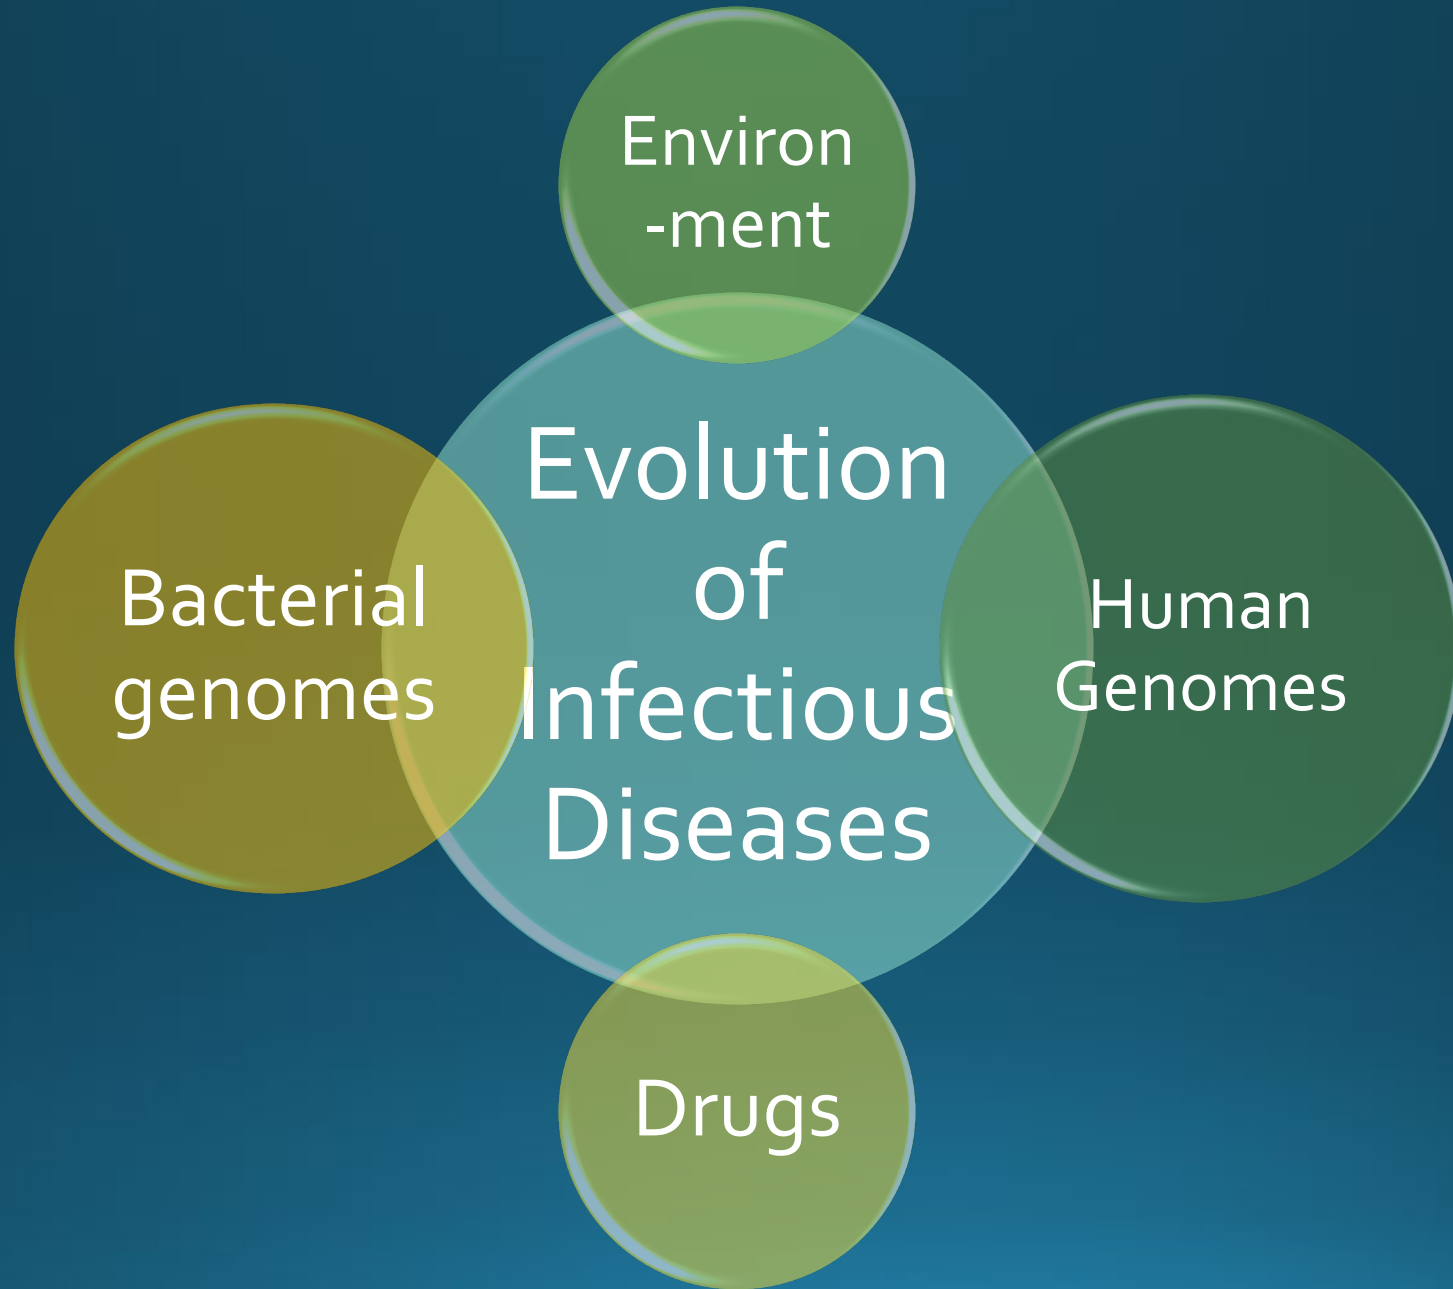 Environ
-ment
Evolution
of
Infectious
Diseases
Bacterial
genomes
Human
Genomes
Drugs